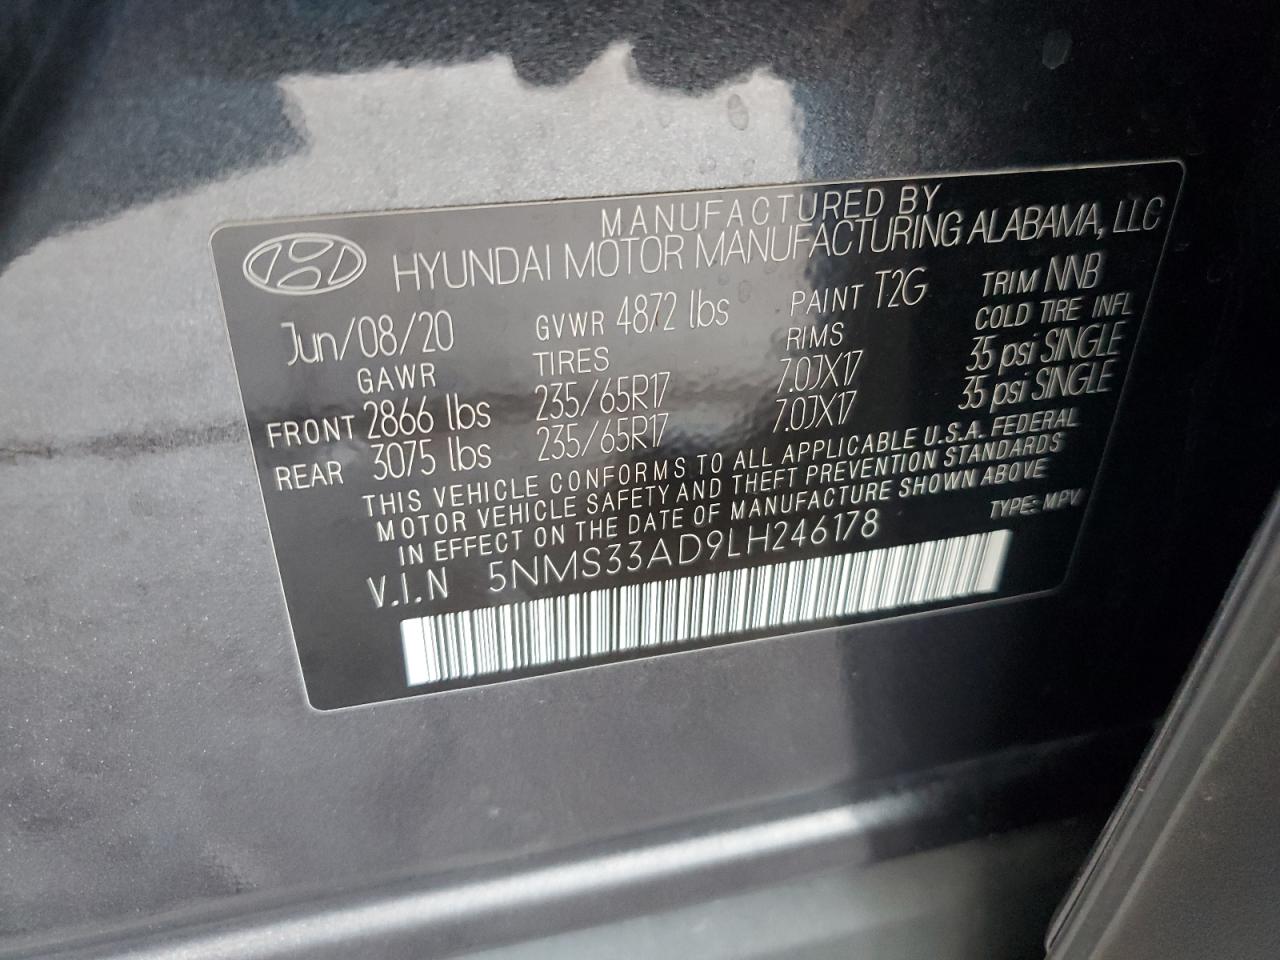 MANUFACTURED BY
HYUNDAI MOTOR MANUFACTURING ALABAMA, LLC
Jun/08/20 GVWR 4872 lbs PAINT T2G TRIM NNB
GAWR TIRES RIMS COLD TIRE INFL
FRONT 2866 lbs 235/65R17 7.0JX17 35 psi SINGLE
REAR 3075 lbs 235/65R17 7.0JX17 35 psi SINGLE
THIS VEHICLE CONFORMS TO ALL APPLICABLE U.S.A. FEDERAL
MOTOR VEHICLE SAFETY AND THEFT PREVENTION STANDARDS
IN EFFECT ON THE DATE OF MANUFACTURE SHOWN ABOVE
V.I.N 5NMS33AD9LH246178 TYPE: MPV